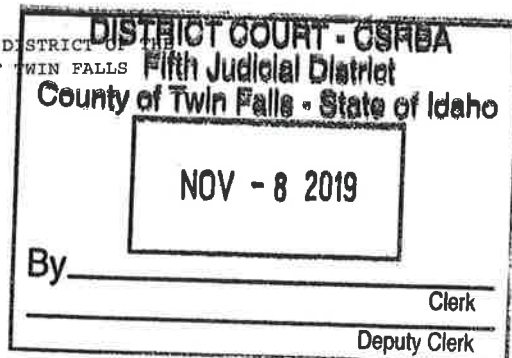 DISTRICT OF THE
TWIN FALLS
DISTRICT COURT - CSRBA
Fifth Judicial District
County of Twin Falls - State of Idaho
NOV - 8 2019
By
Clerk
Deputy Clerk